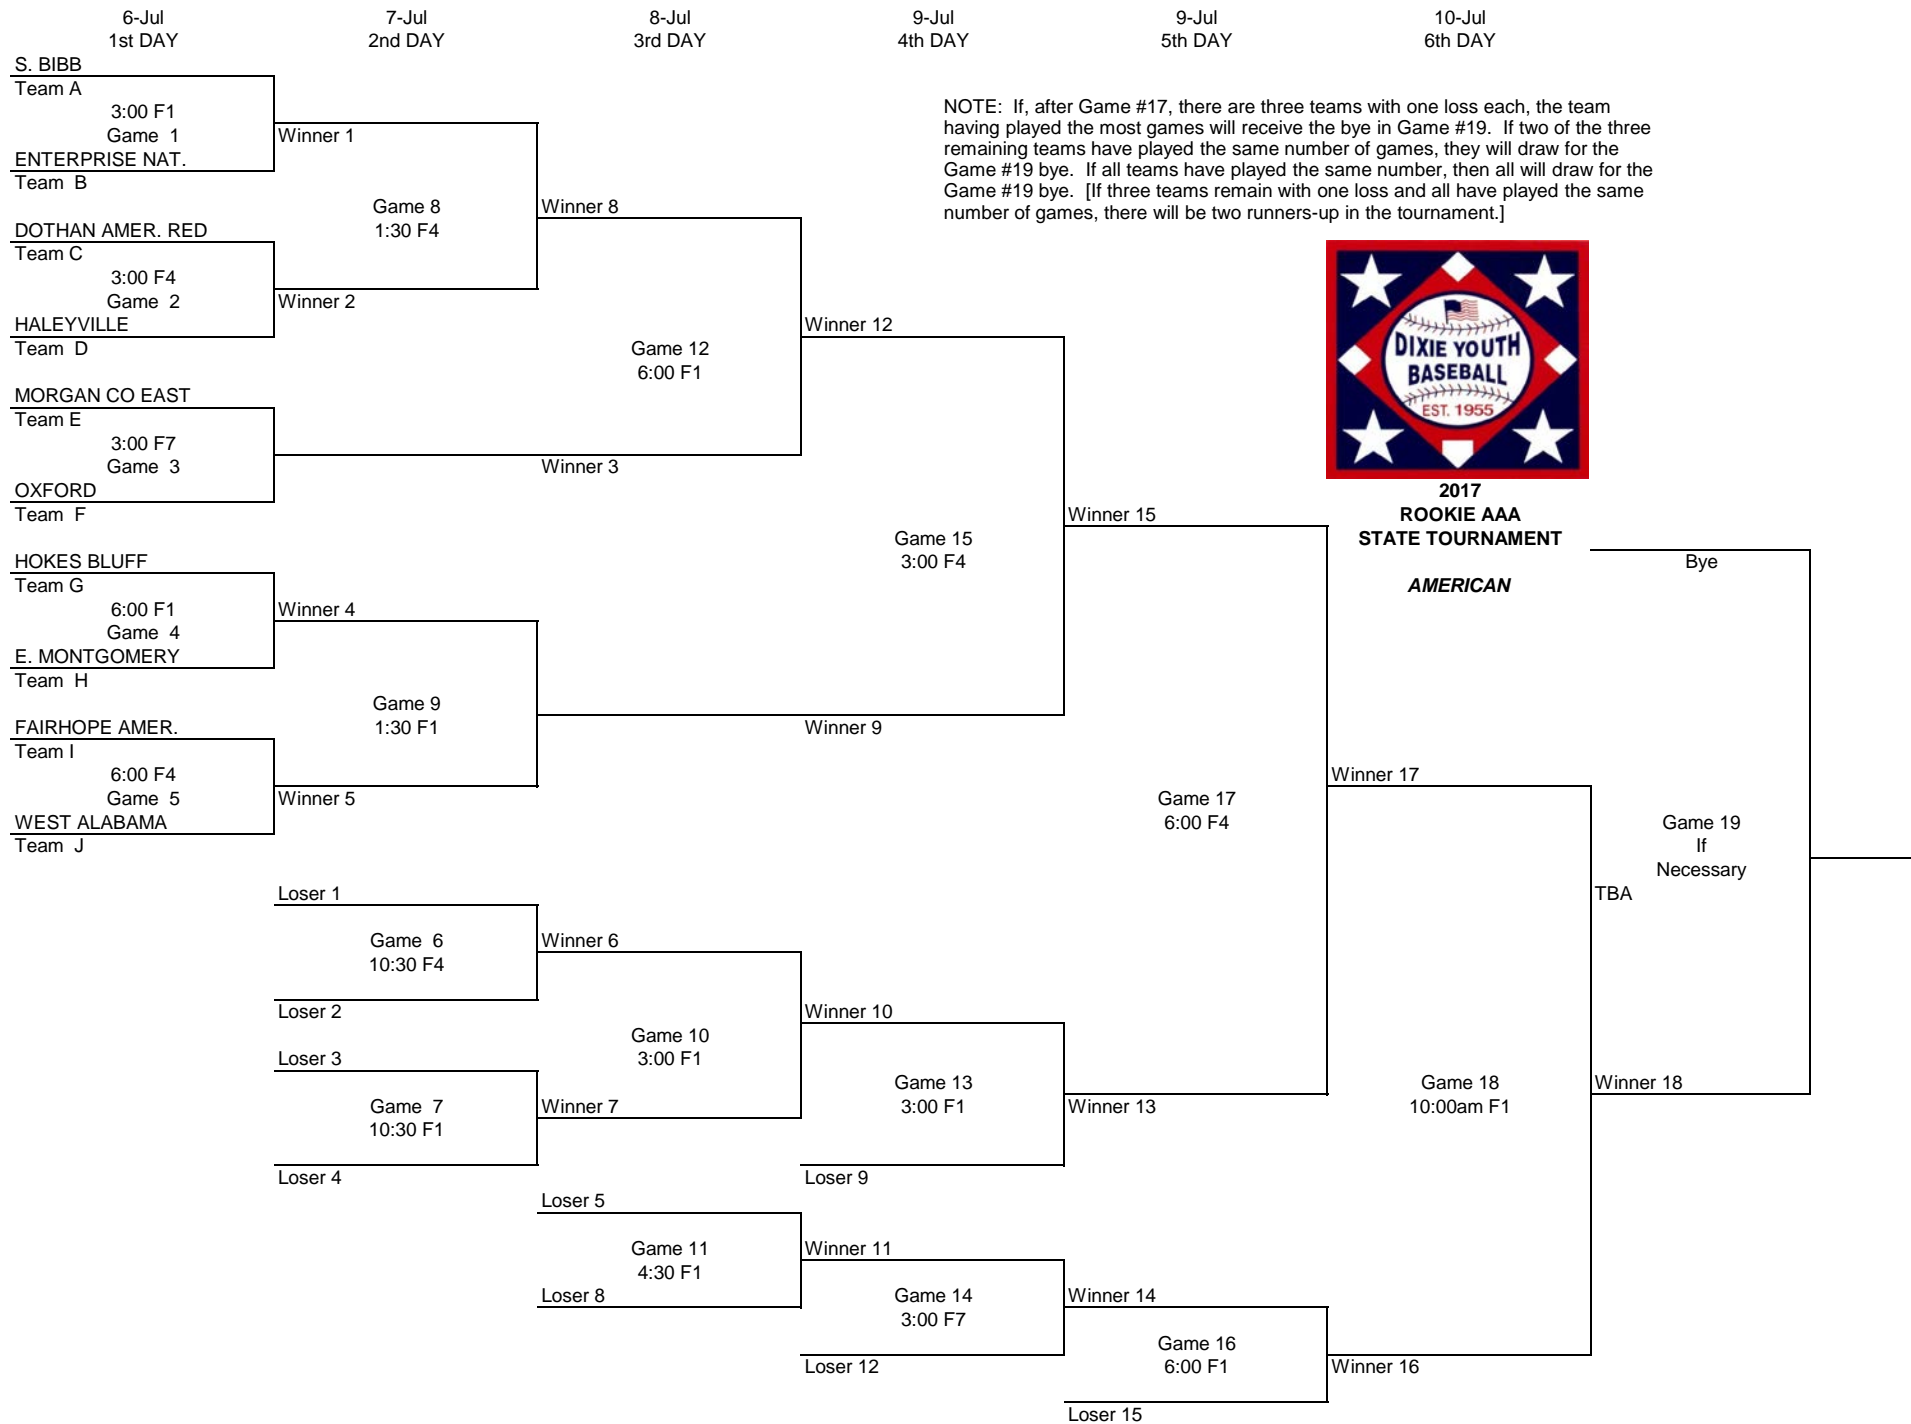 6-Jul 7-Jul 8-Jul 9-Jul 9-Jul 10-Jul
1st DAY 2nd DAY 3rd DAY 4th DAY 5th DAY 6th DAY
S. BIBB
Team A
3:00 F1
Game 1
ENTERPRISE NAT.
Team B
DOTHAN AMER. RED
Team C
3:00 F4
Game 2
HALEYVILLE
Team D
MORGAN CO EAST
Team E
3:00 F7
Game 3
OXFORD
Team F
HOKES BLUFF
Team G
6:00 F1
Game 4
E. MONTGOMERY
Team H
FAIRHOPE AMER.
Team I
6:00 F4
Game 5
WEST ALABAMA
Team J
Winner 1
Game 8
1:30 F4
Winner 2
Winner 4
Game 9
1:30 F1
Winner 5
Loser 1
Game 6
10:30 F4
Loser 2
Loser 3
Game 7
10:30 F1
Loser 4
Winner 8
Game 12
6:00 F1
Winner 3
Winner 6
Game 10
3:00 F1
Winner 7
Loser 5
Game 11
4:30 F1
Loser 8
Winner 12
Game 15
3:00 F4
Winner 9
Winner 10
Game 13
3:00 F1
Loser 9
Winner 11
Game 14
3:00 F7
Loser 12
Winner 15
Game 17
6:00 F4
Winner 13
Winner 14
Game 16
6:00 F1
Loser 15
NOTE: If, after Game #17, there are three teams with one loss each, the team
having played the most games will receive the bye in Game #19. If two of the three
remaining teams have played the same number of games, they will draw for the
Game #19 bye. If all teams have played the same number, then all will draw for the
Game #19 bye. [If three teams remain with one loss and all have played the same
number of games, there will be two runners-up in the tournament.]
DIXIE YOUTH
BASEBALL
EST. 1955
2017
ROOKIE AAA
STATE TOURNAMENT
AMERICAN
Winner 17
Game 18
10:00am F1
Winner 16
Bye
Game 19
If
Necessary
TBA
Winner 18